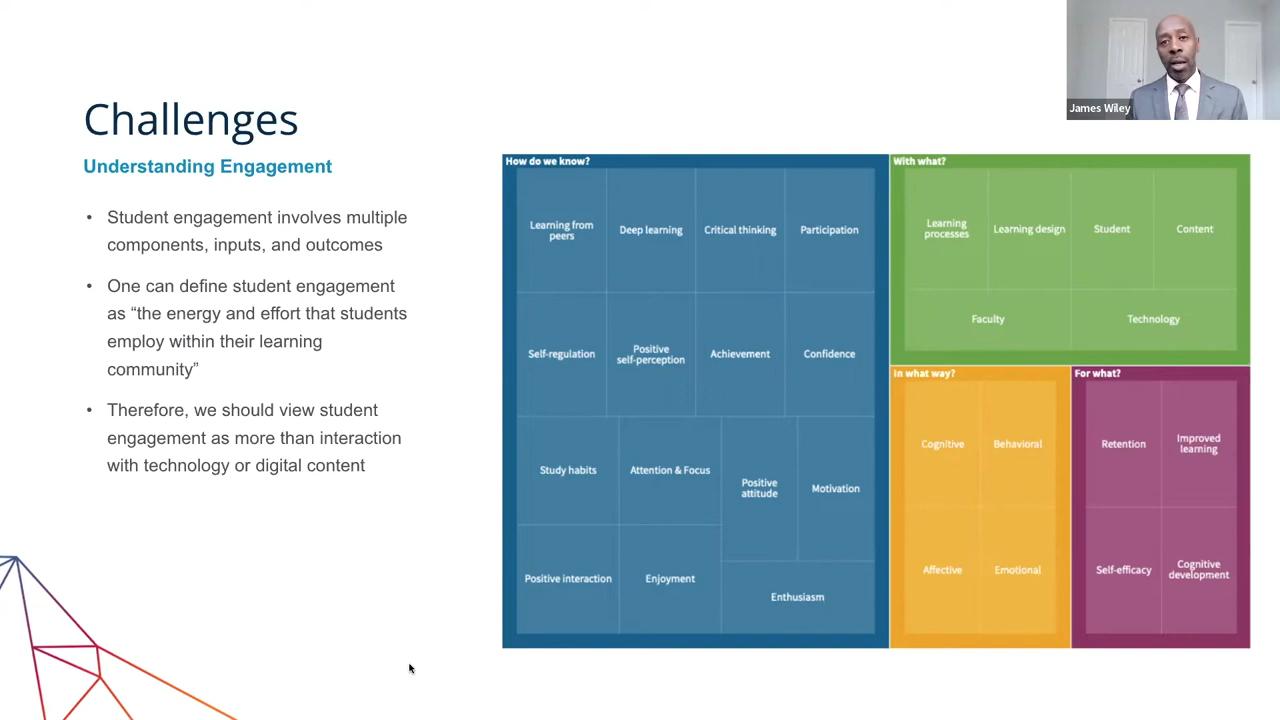 James Wiley
Challenges
Understanding Engagement
• Student engagement involves multiple
components, inputs, and outcomes
• One can define student engagement
as “the energy and effort that students
employ within their learning
community”
• Therefore, we should view student
engagement as more than interaction
with technology or digital content
How do we know?
Learning from
peers
Deep learning
Critical thinking
Participation
Self-regulation
Positive
self-perception
Achievement
Confidence
Study habits
Attention & Focus
Positive
attitude
Motivation
Positive interaction
Enjoyment
Enthusiasm
With what?
Learning
processes
Learning design
Student
Content
Faculty
Technology
In what way?
Cognitive
Behavioral
Affective
Emotional
For what?
Retention
Improved
learning
Self-efficacy
Cognitive
development